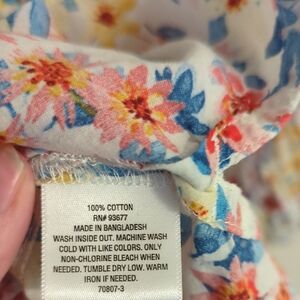 100% COTTON
RN# 93677
MADE IN BANGLADESH
WASH INSIDE OUT. MACHINE WASH
COLD WITH LIKE COLORS. ONLY
NON-CHLORINE BLEACH WHEN
NEEDED. TUMBLE DRY LOW. WARM
IRON IF NEEDED.
70807-3